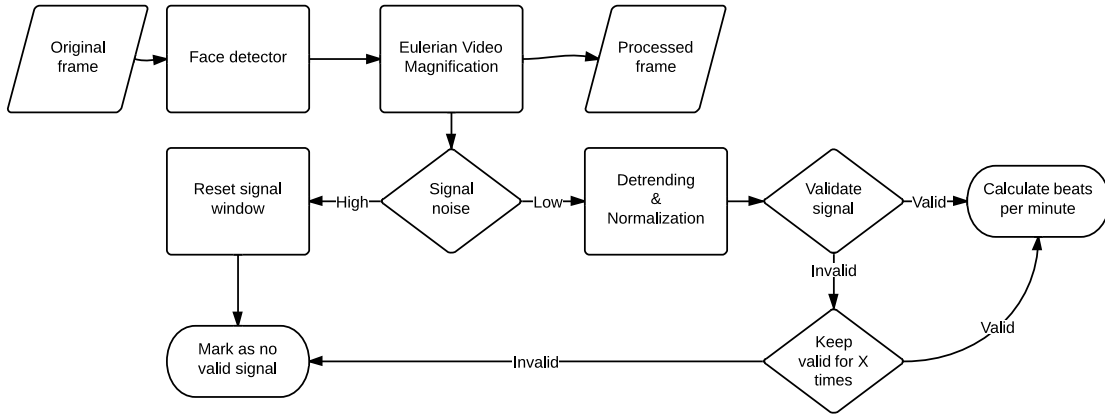 Original
frame
Face detector
Eulerian Video
Magnification
Processed
frame
Reset signal
window
High
Signal
noise
Low
Detrending
&
Normalization
Validate
signal
Valid
Calculate beats
per minute
Invalid
Mark as no
valid signal
Invalid
Keep
valid for X
times
Valid